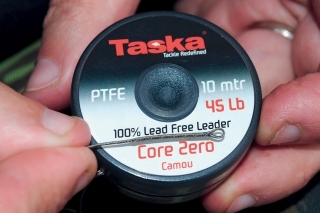 Taska
Tackle Redefined
PTFE
10 mtr
45 Lb
100% Lead Free Leader
Core Zero
Camou